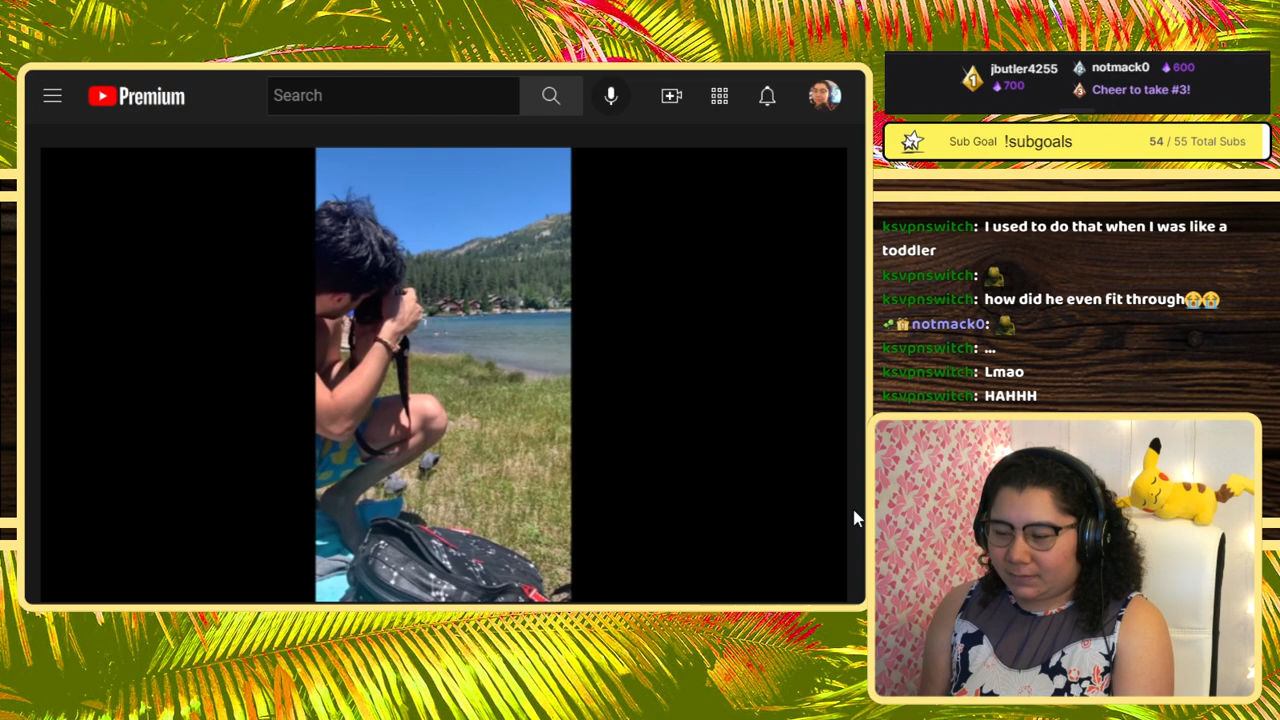 Premium
Search
jbutler4255
700
notmack0 600
Cheer to take #3!
1
Sub Goal !subgoals 54 / 55 Total Subs
ksvpnswitch: I used to do that when I was like a
toddler
ksvpnswitch:
ksvpnswitch: how did he even fit through😭😭
notmack0:
ksvpnswitch: ...
ksvpnswitch: Lmao
ksvpnswitch: HAHHH